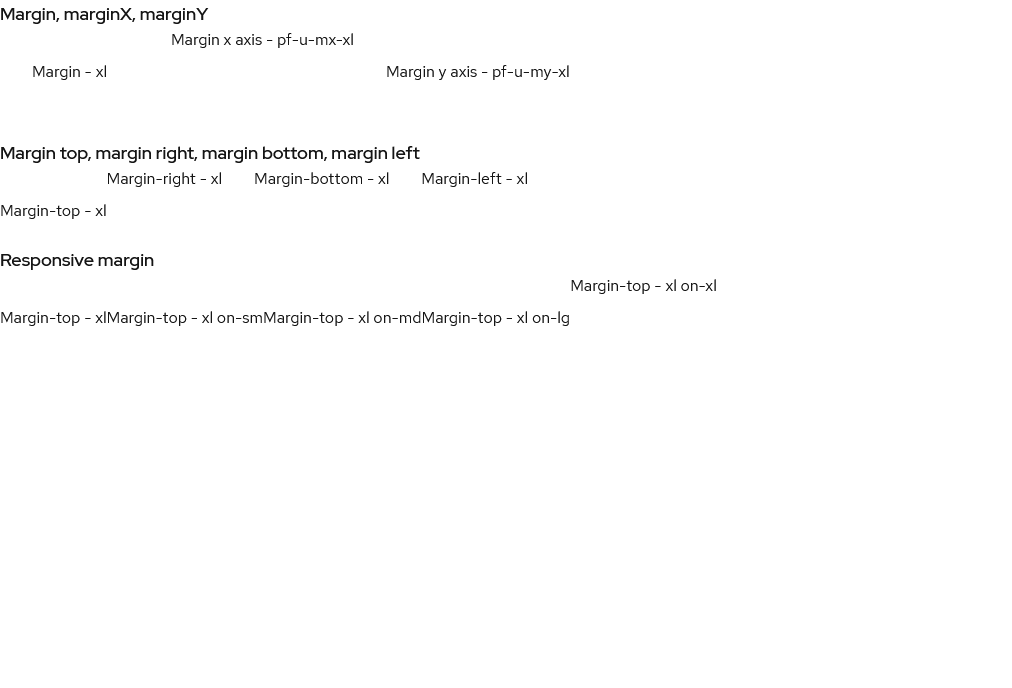 Margin, marginX, marginY
Margin x axis - pf-u-mx-xl
Margin - xl
Margin y axis - pf-u-my-xl
Margin top, margin right, margin bottom, margin left
Margin-right - xl
Margin-bottom - xl
Margin-left - xl
Margin-top - xl
Responsive margin
Margin-top - xl on-xl
Margin-top - xlMargin-top - xl on-smMargin-top - xl on-mdMargin-top - xl on-lg